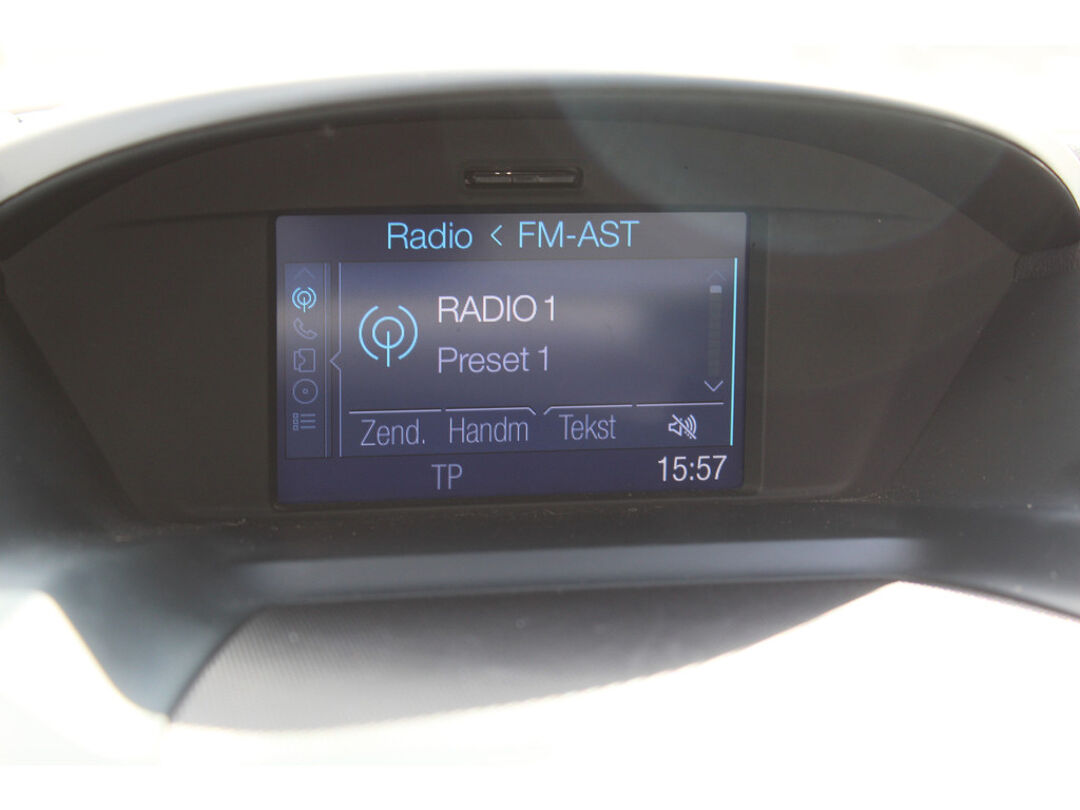 Radio < FM-AST
RADIO 1
Preset 1
Zend. Handm Tekst
TP 15:57